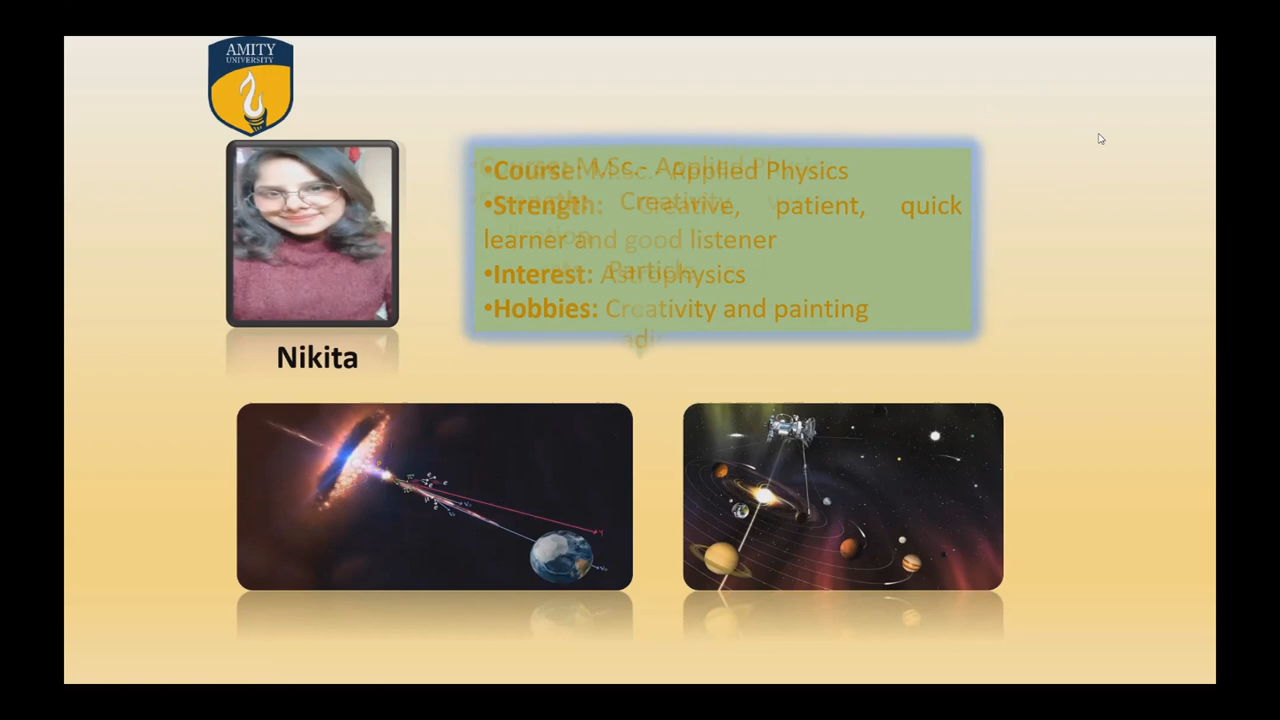 AMITY
UNIVERSITY
•Course: M.Sc.- Applied Physics
•Strength: Creative, patient, quick
learner and good listener
•Interest: Astrophysics
•Hobbies: Creativity and painting
Nikita